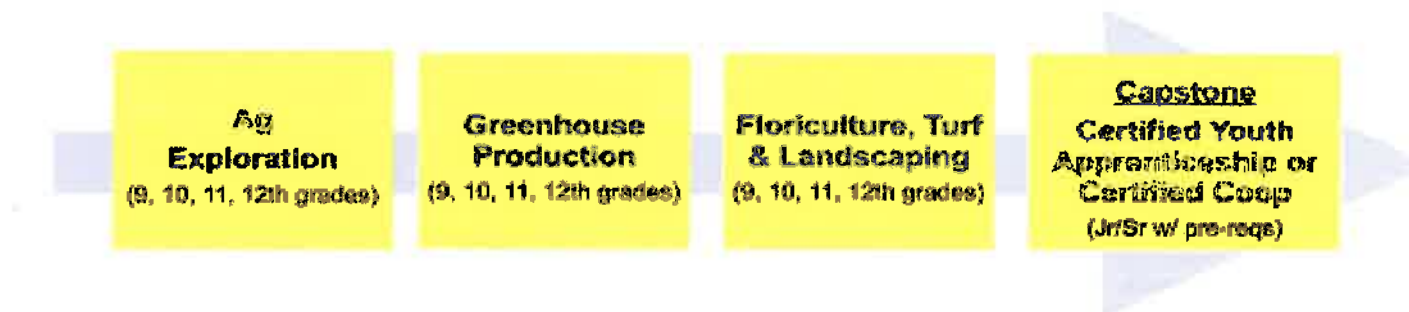 Ag
Exploration
(9, 10, 11, 12th grades)
Greenhouse
Production
(9, 10, 11, 12th grades)
Floriculture, Turf
& Landscaping
(9, 10, 11, 12th grades)
Capstone
Certified Youth
Apprenticeship or
Certified Coop
(Jr/Sr w/ pre-reqs)